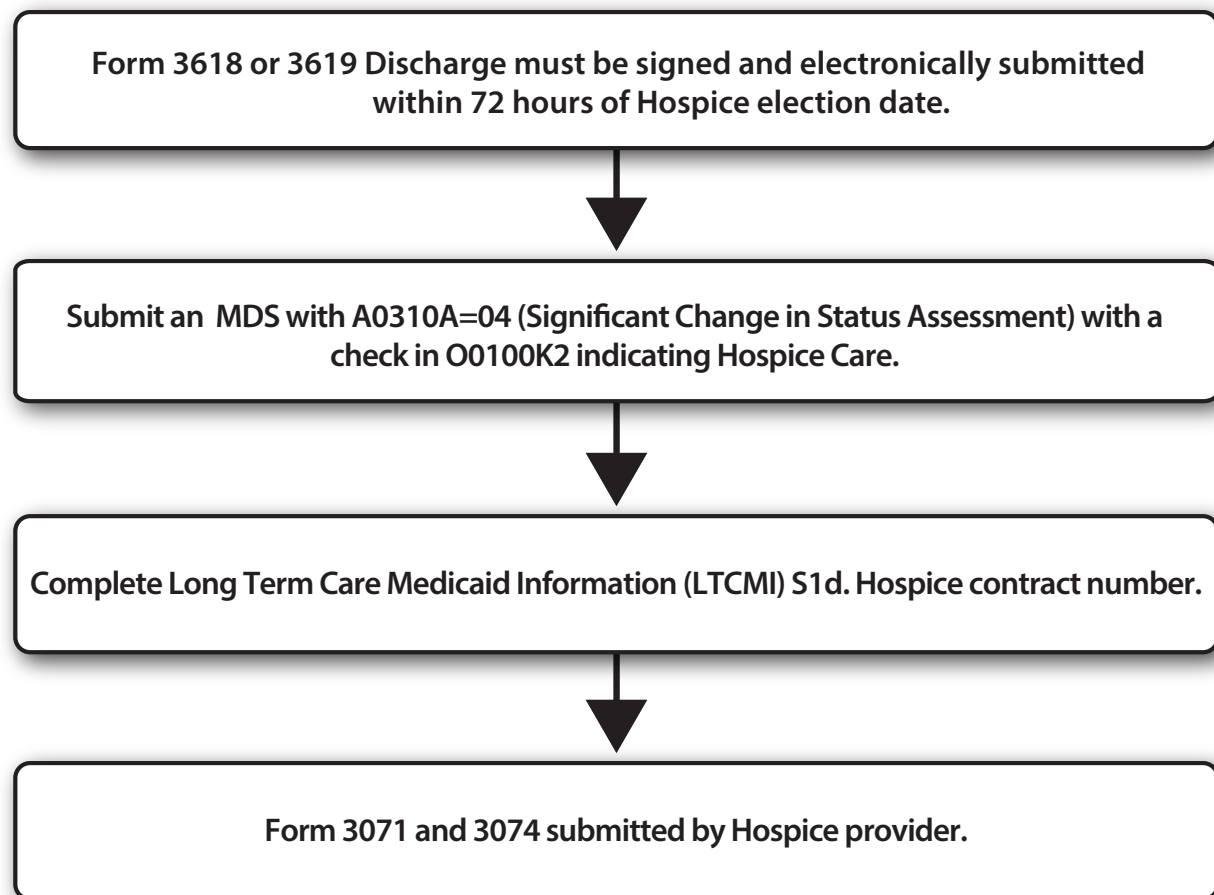 Form 3618 or 3619 Discharge must be signed and electronically submitted
within 72 hours of Hospice election date.
Submit an MDS with A0310A=04 (Significant Change in Status Assessment) with a
check in O0100K2 indicating Hospice Care.
Complete Long Term Care Medicaid Information (LTCMI) S1d. Hospice contract number.
Form 3071 and 3074 submitted by Hospice provider.